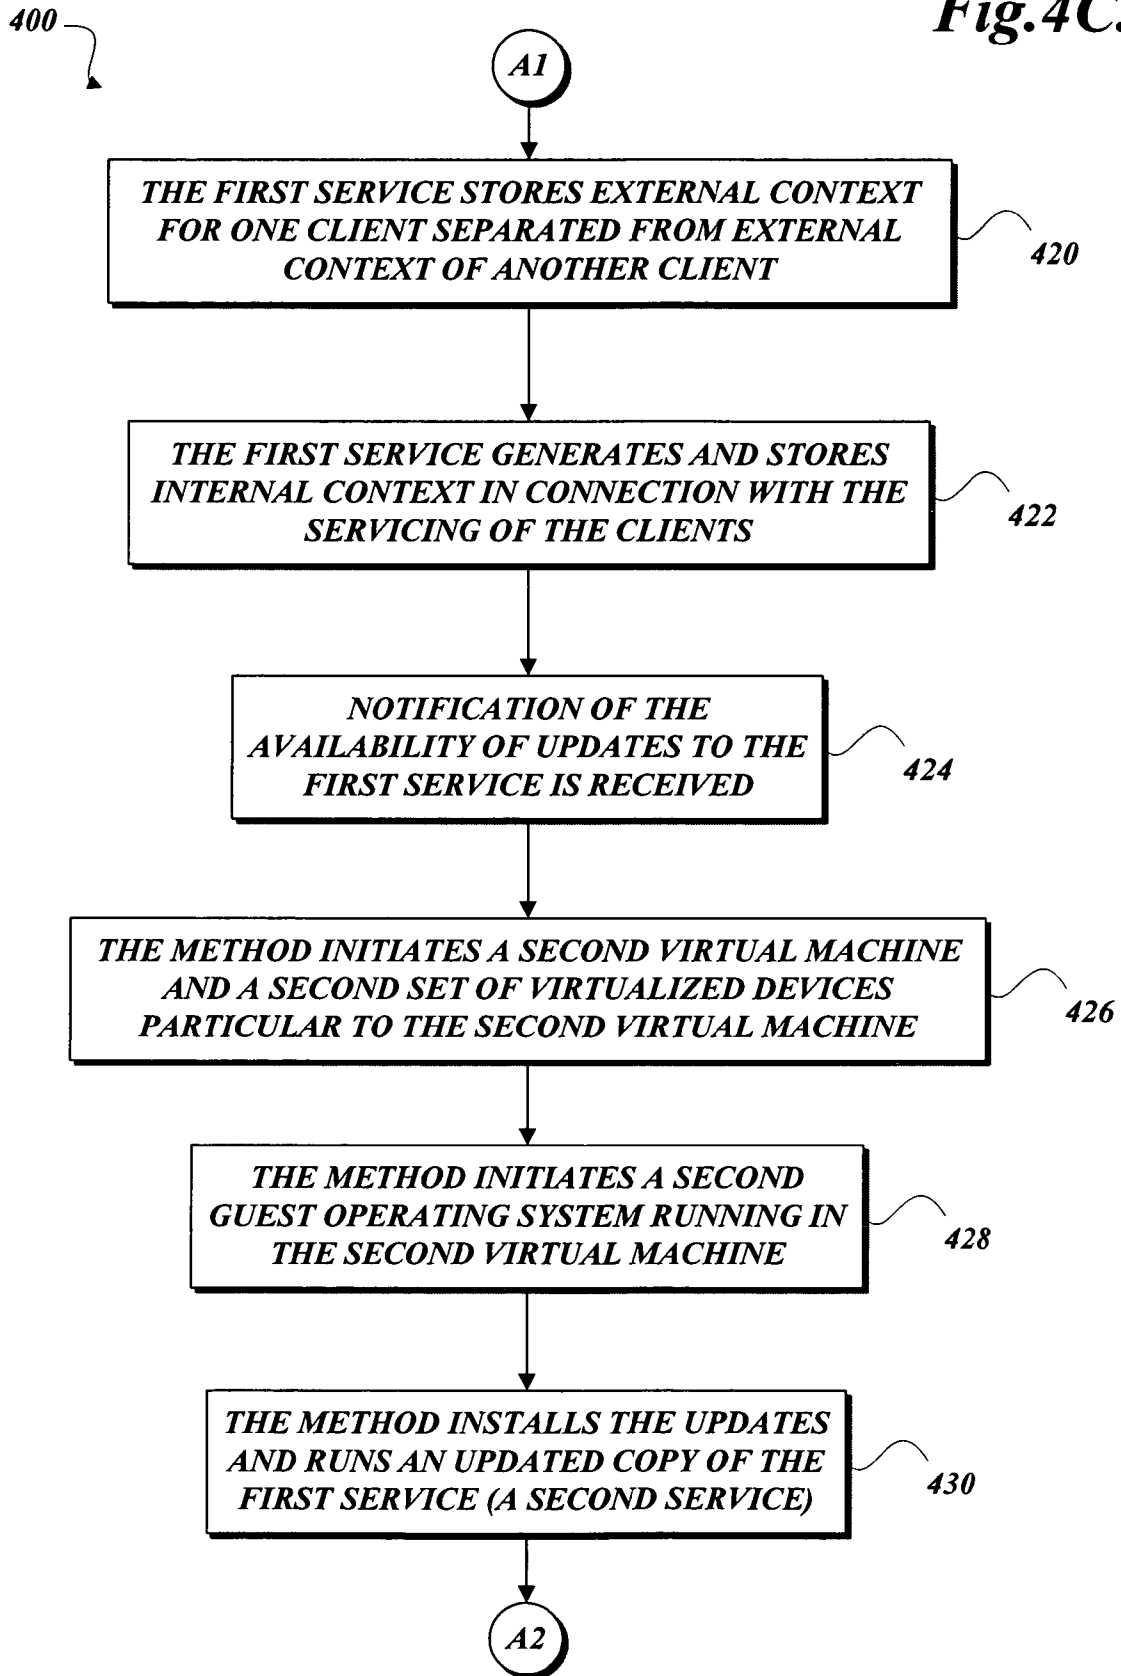 400
Fig.4C.
A1
THE FIRST SERVICE STORES EXTERNAL CONTEXT
FOR ONE CLIENT SEPARATED FROM EXTERNAL
CONTEXT OF ANOTHER CLIENT
420
THE FIRST SERVICE GENERATES AND STORES
INTERNAL CONTEXT IN CONNECTION WITH THE
SERVICING OF THE CLIENTS
422
NOTIFICATION OF THE
AVAILABILITY OF UPDATES TO THE
FIRST SERVICE IS RECEIVED
424
THE METHOD INITIATES A SECOND VIRTUAL MACHINE
AND A SECOND SET OF VIRTUALIZED DEVICES
PARTICULAR TO THE SECOND VIRTUAL MACHINE
426
THE METHOD INITIATES A SECOND
GUEST OPERATING SYSTEM RUNNING IN
THE SECOND VIRTUAL MACHINE
428
THE METHOD INSTALLS THE UPDATES
AND RUNS AN UPDATED COPY OF THE
FIRST SERVICE (A SECOND SERVICE)
430
A2